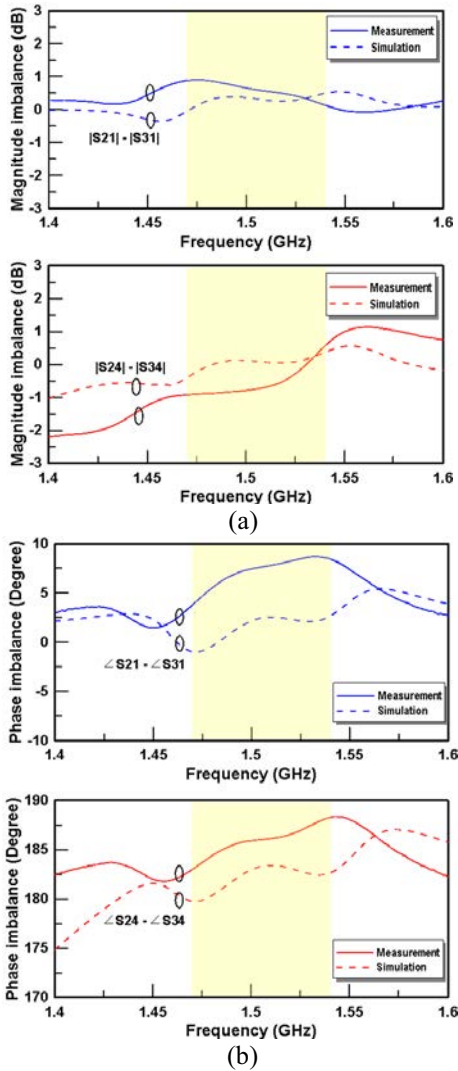 3
2
1
0
-1
-2
-3
Magnitude imbalance (dB)
Measurement
Simulation
|S21| - |S31|
1.4 1.45 1.5 1.55 1.6
Frequency (GHz)
3
2
1
0
-1
-2
-3
Magnitude imbalance (dB)
Measurement
Simulation
|S24| - |S34|
1.4 1.45 1.5 1.55 1.6
Frequency (GHz)
(a)
10
5
0
-5
-10
Phase imbalance (Degree)
∠S21 - ∠S31
Measurement
Simulation
1.4 1.45 1.5 1.55 1.6
Frequency (GHz)
190
185
180
175
170
Phase imbalance (Degree)
∠S24 - ∠S34
Measurement
Simulation
1.4 1.45 1.5 1.55 1.6
Frequency (GHz)
(b)